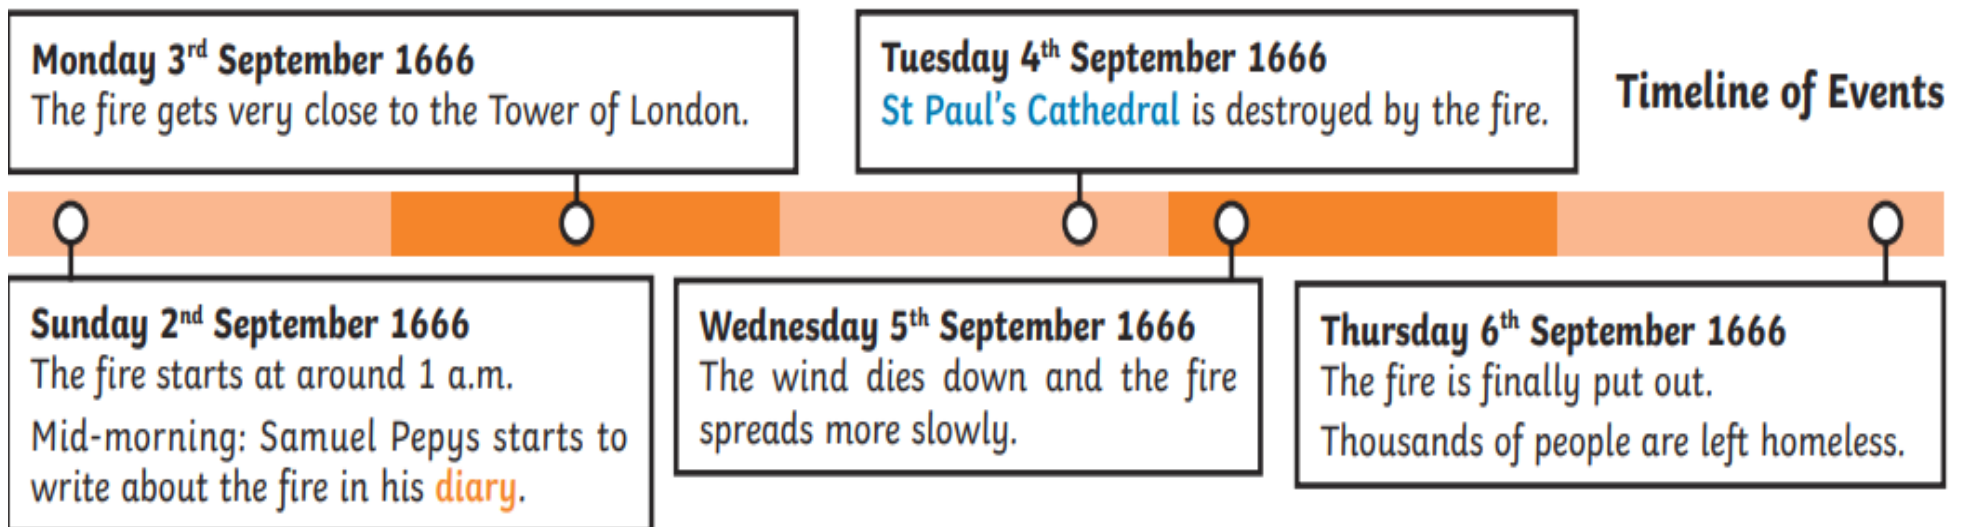 Timeline of Events
Sunday 2nd September 1666
The fire starts at around 1 a.m.
Mid-morning: Samuel Pepys starts to
write about the fire in his diary.
Monday 3rd September 1666
The fire gets very close to the Tower of London.
Tuesday 4th September 1666
St Paul’s Cathedral is destroyed by the fire.
Wednesday 5th September 1666
The wind dies down and the fire
spreads more slowly.
Thursday 6th September 1666
The fire is finally put out.
Thousands of people are left homeless.